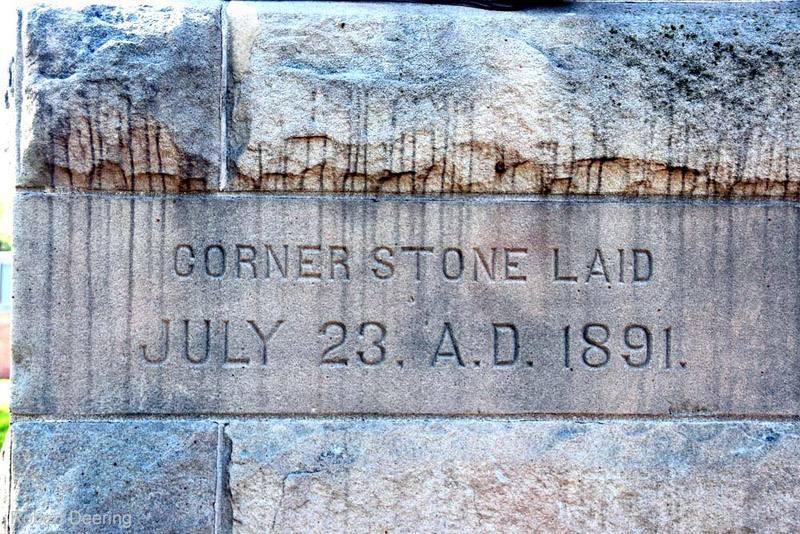 CORNER STONE LAID
JULY 23. A.D. 1891.
Deering